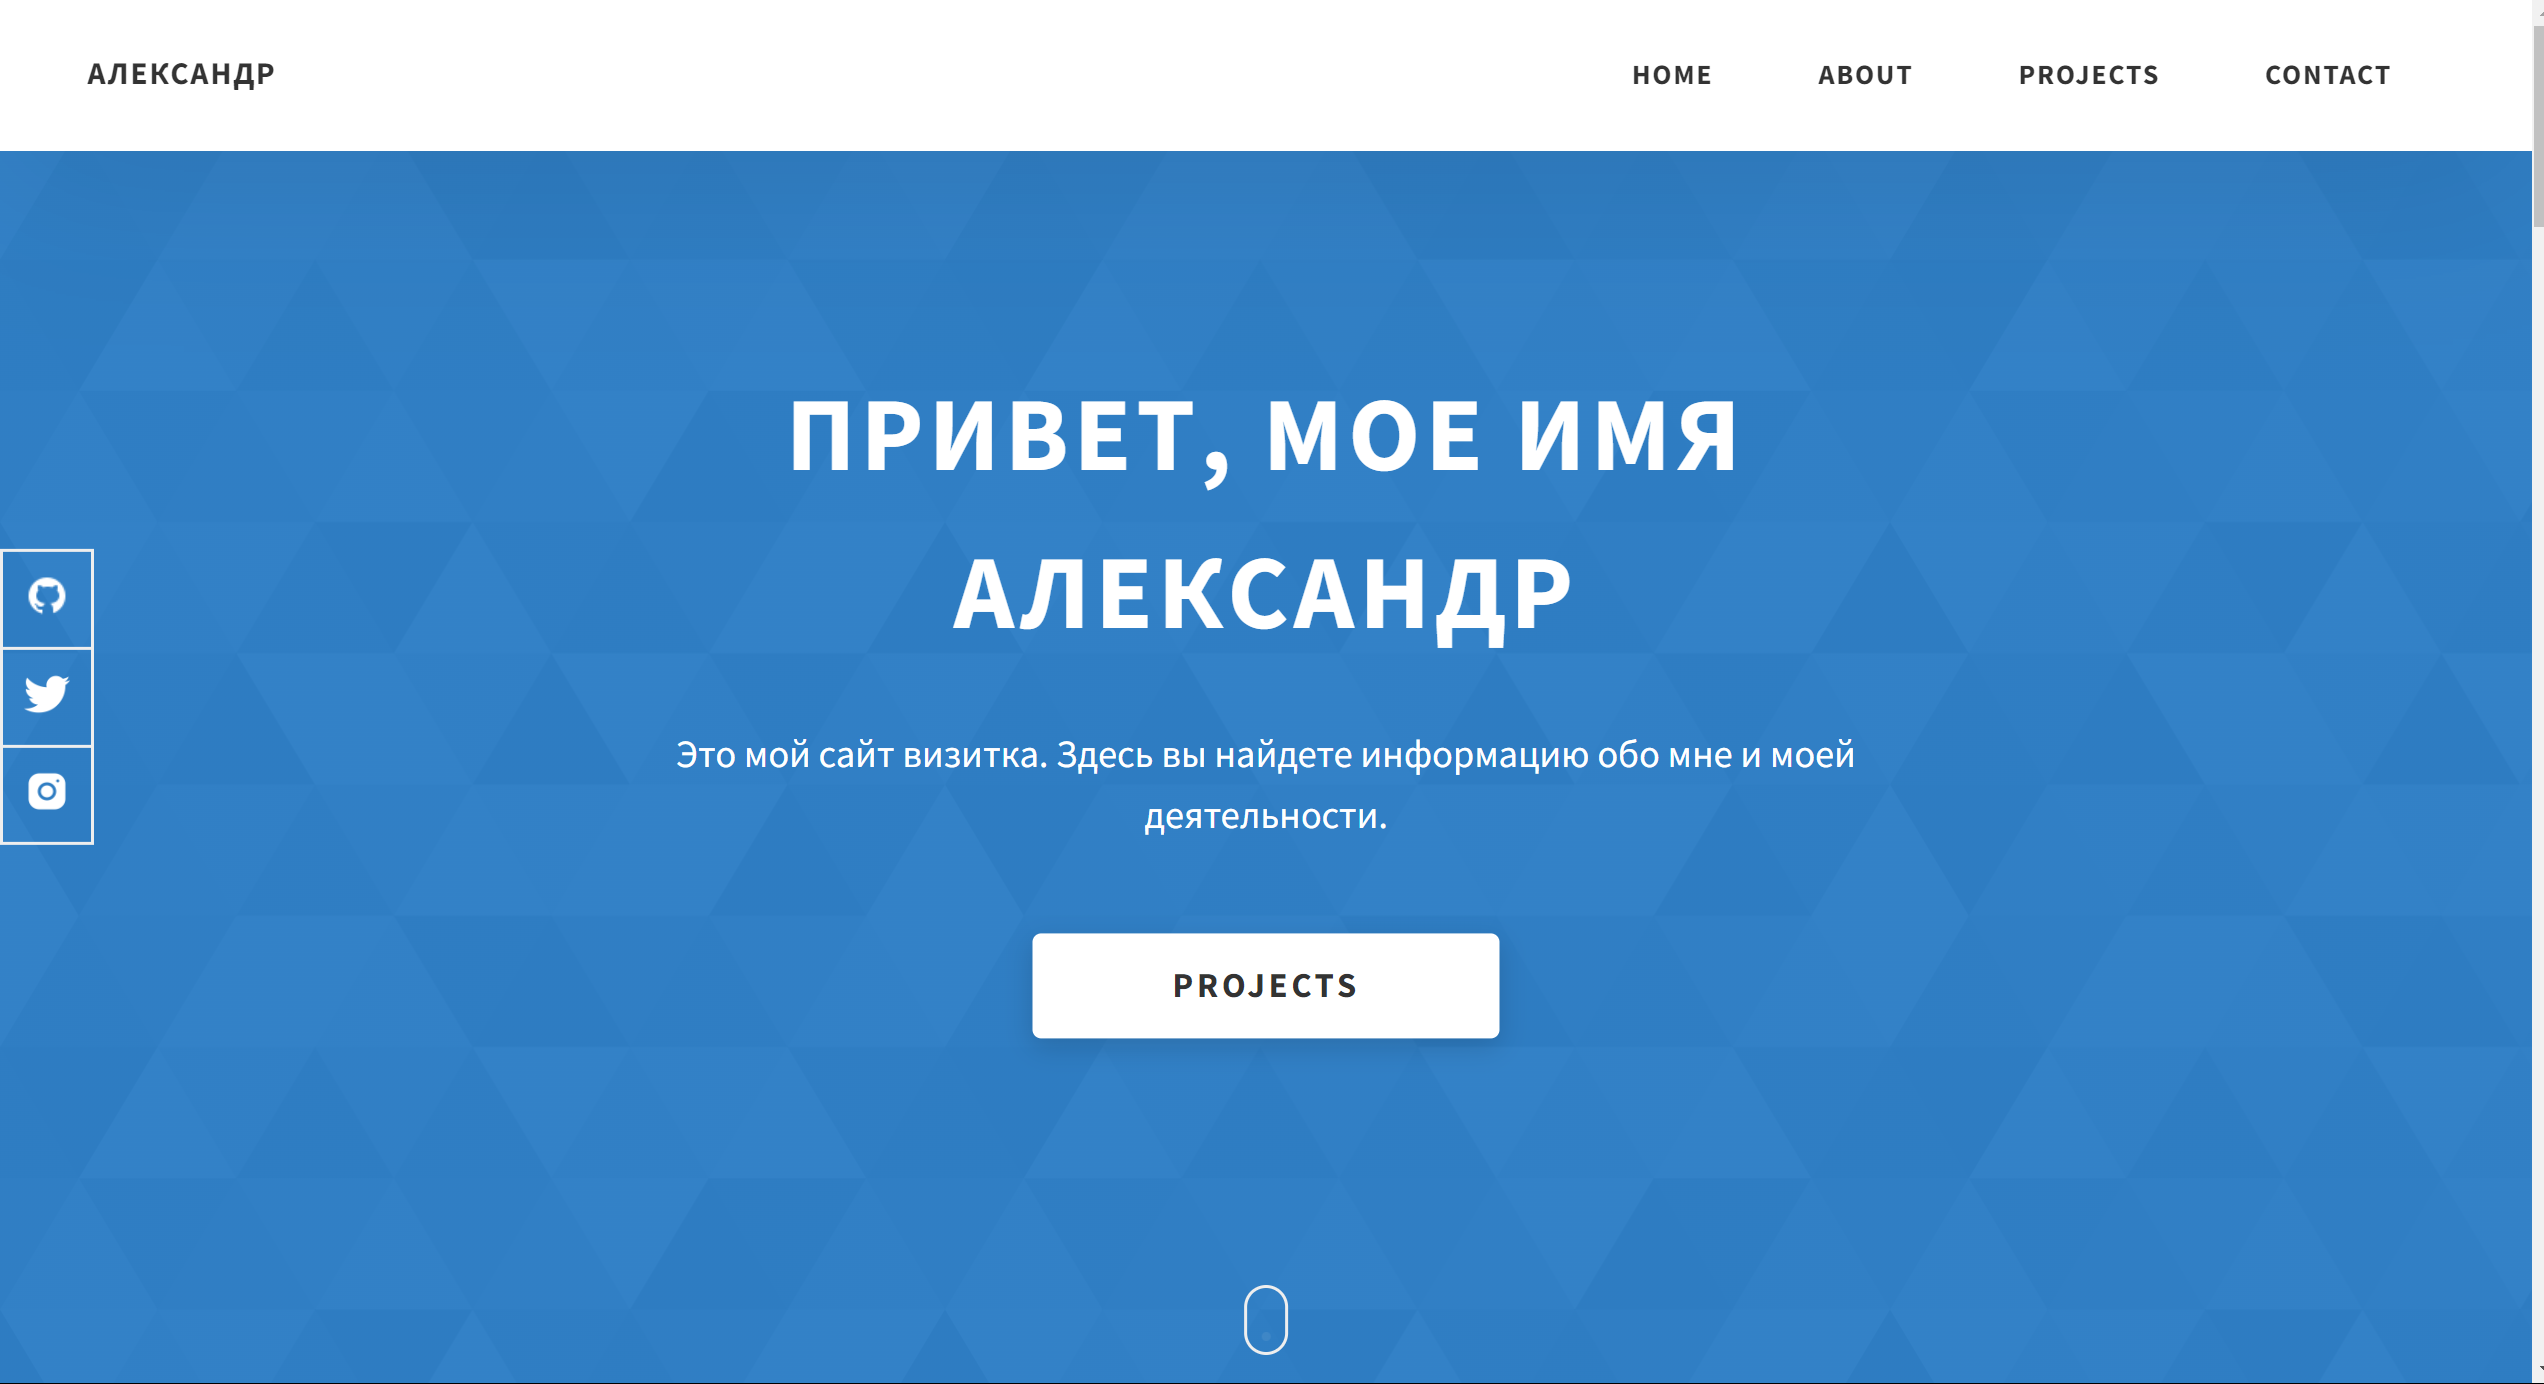 АЛЕКСАНДР
HOME ABOUT PROJECTS CONTACT
ПРИВЕТ, МОЕ ИМЯ
АЛЕКСАНДР
Это мой сайт визитка. Здесь вы найдете информацию обо мне и моей
деятельности.
PROJECTS